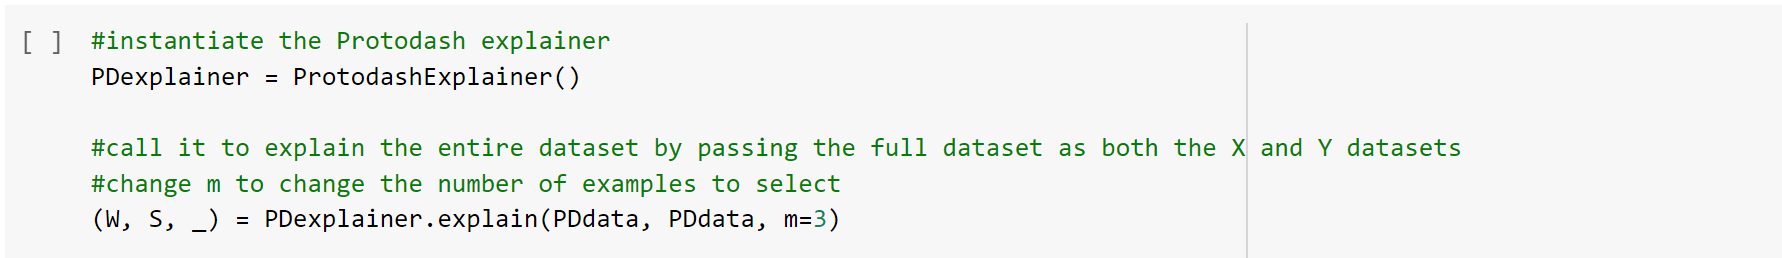 [ ] #instantiate the Protodash explainer
PDexplainer = ProtodashExplainer()
#call it to explain the entire dataset by passing the full dataset as both the X and Y datasets
#change m to change the number of examples to select
(W, S, _) = PDexplainer.explain(PDdata, PDdata, m=3)